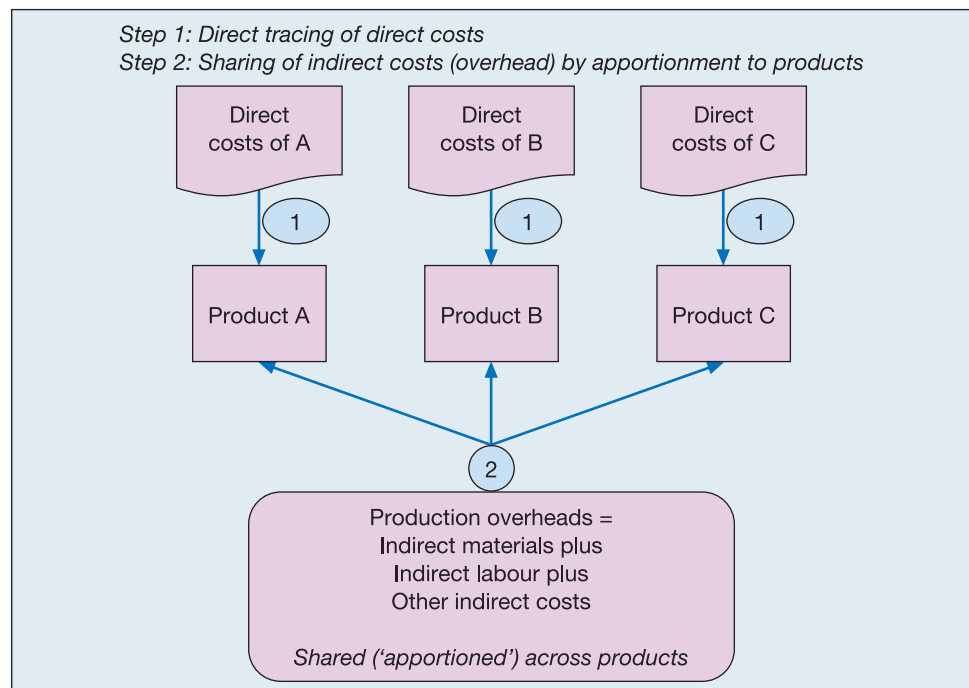 Step 1: Direct tracing of direct costs
Step 2: Sharing of indirect costs (overhead) by apportionment to products
Direct
costs of A
Direct
costs of B
Direct
costs of C
1
1
1
Product A
Product B
Product C
2
Production overheads =
Indirect materials plus
Indirect labour plus
Other indirect costs
Shared (‘apportioned’) across products